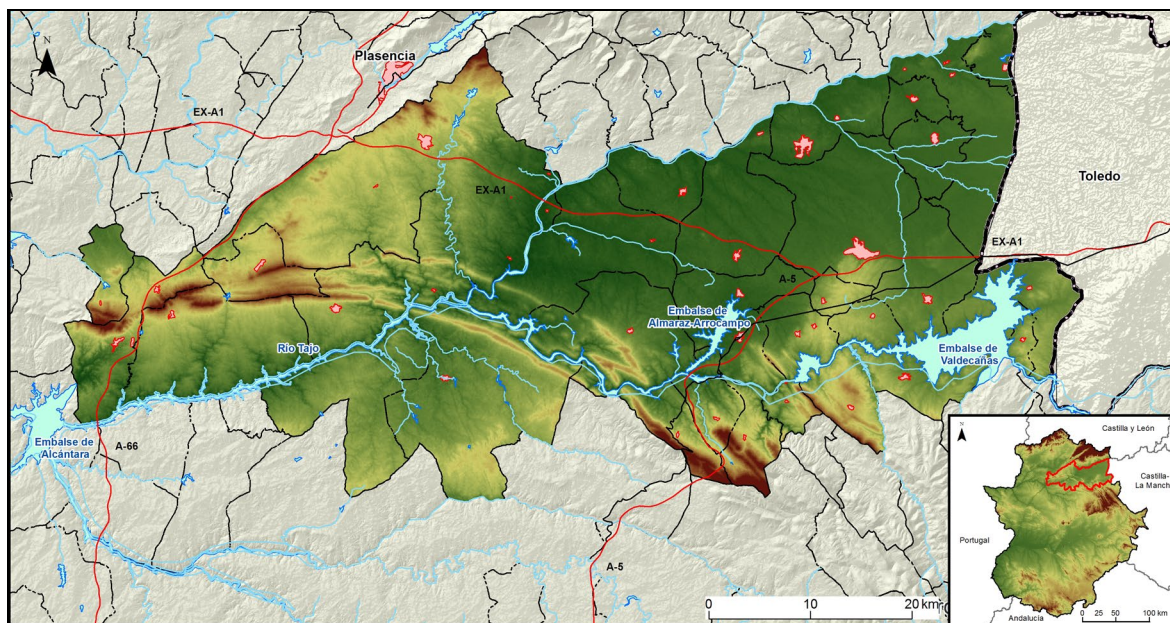 N
Plasencia
EX-A1
Toledo
EX-A1
EX-A1
A-5
Embalse de
Almaraz-Arrocampo
Río Tajo
Embalse de
Valdecañas
Embalse de
Alcántara
A-66
A-5
0 10 20 km
N
Castilla y León
Castilla-
La Manch
Portugal
Andalucía
0 25 50 100 km